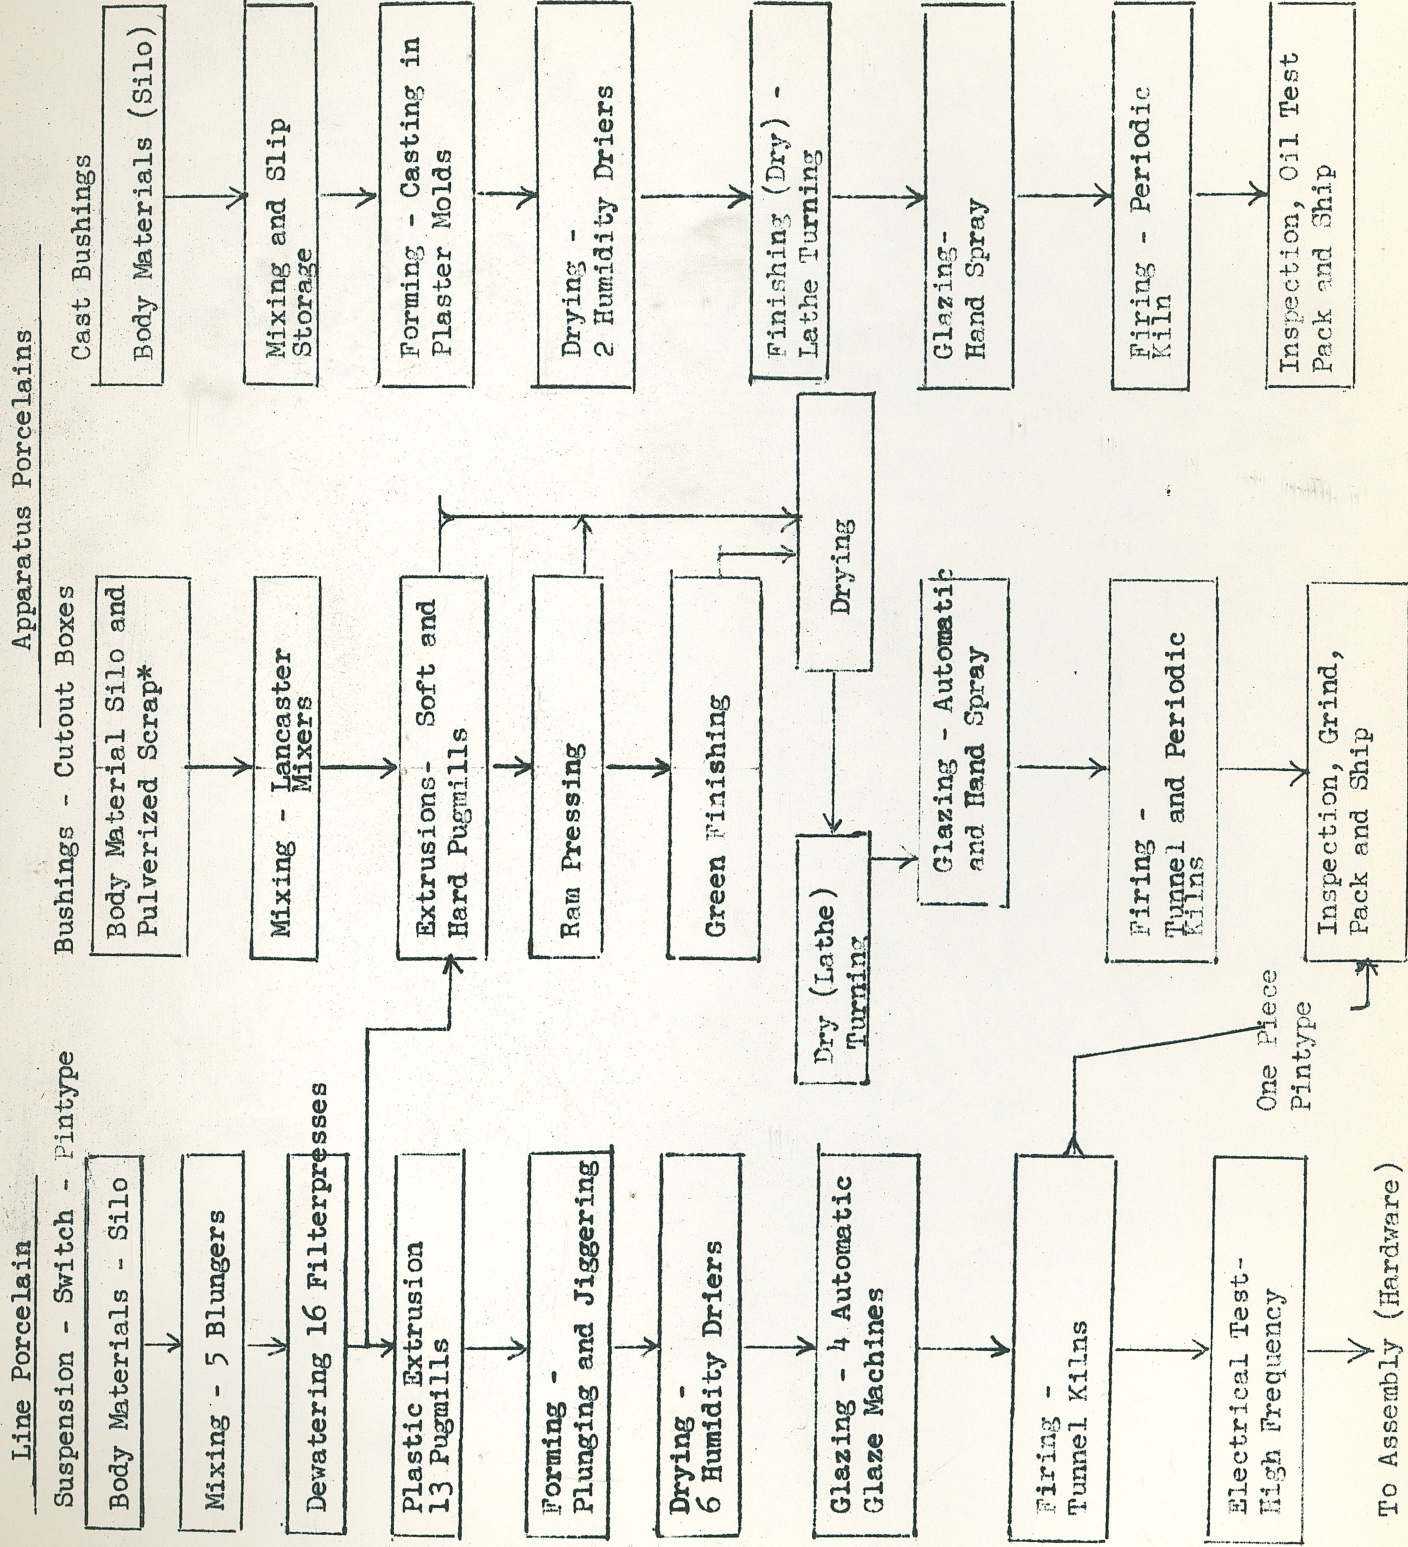 Line Porcelain
Suspension - Switch - Pintype
Body Materials - Silo
Mixing - 5 Blungers
Dewatering 16 Filterpresses
Plastic Extrusion
13 Pugmills
Forming -
Plunging and Jiggering
Drying -
6 Humidity Driers
Glazing - 4 Automatic
Glaze Machines
Firing -
Tunnel Kilns
Electrical Test-
High Frequency
To Assembly (Hardware)
One Piece
Pintype
Apparatus Porcelains
Bushings - Cutout Boxes
Body Material Silo and
Pulverized Scrap*
Mixing - Lancaster
Mixers
Extrusions- Soft and
Hard Pugmills
Ram Pressing
Green Finishing
Drying
Dry (Lathe)
Turning
Glazing - Automatic
and Hand Spray
Firing -
Tunnel and Periodic
Kilns
Inspection, Grind,
Pack and Ship
Cast Bushings
Body Materials (Silo)
Mixing and Slip
Storage
Forming - Casting in
Plaster Molds
Drying -
2 Humidity Driers
Finishing (Dry) -
Lathe Turning
Glazing-
Hand Spray
Firing - Periodic
Kiln
Inspection, Oil Test
Pack and Ship